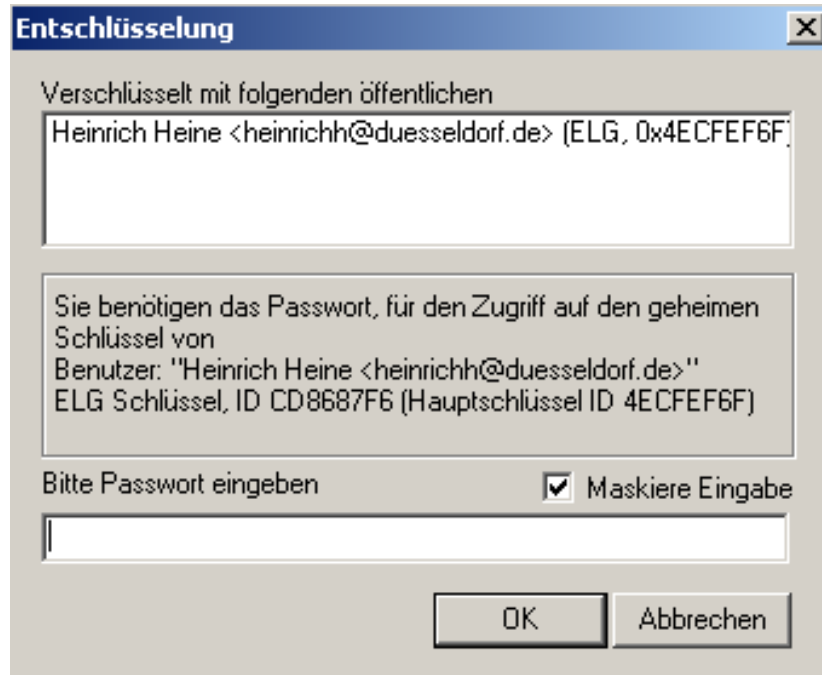 Entschlüsselung
Verschlüsselt mit folgenden öffentlichen
Heinrich Heine <heinrichh@duesseldorf.de> (ELG, 0x4ECFEF6F)
Sie benötigen das Passwort, für den Zugriff auf den geheimen
Schlüssel von
Benutzer: "Heinrich Heine <heinrichh@duesseldorf.de>"
ELG Schlüssel, ID CD8687F6 (Hauptschlüssel ID 4ECFEF6F)
Bitte Passwort eingeben Maskiere Eingabe
OK Abbrechen